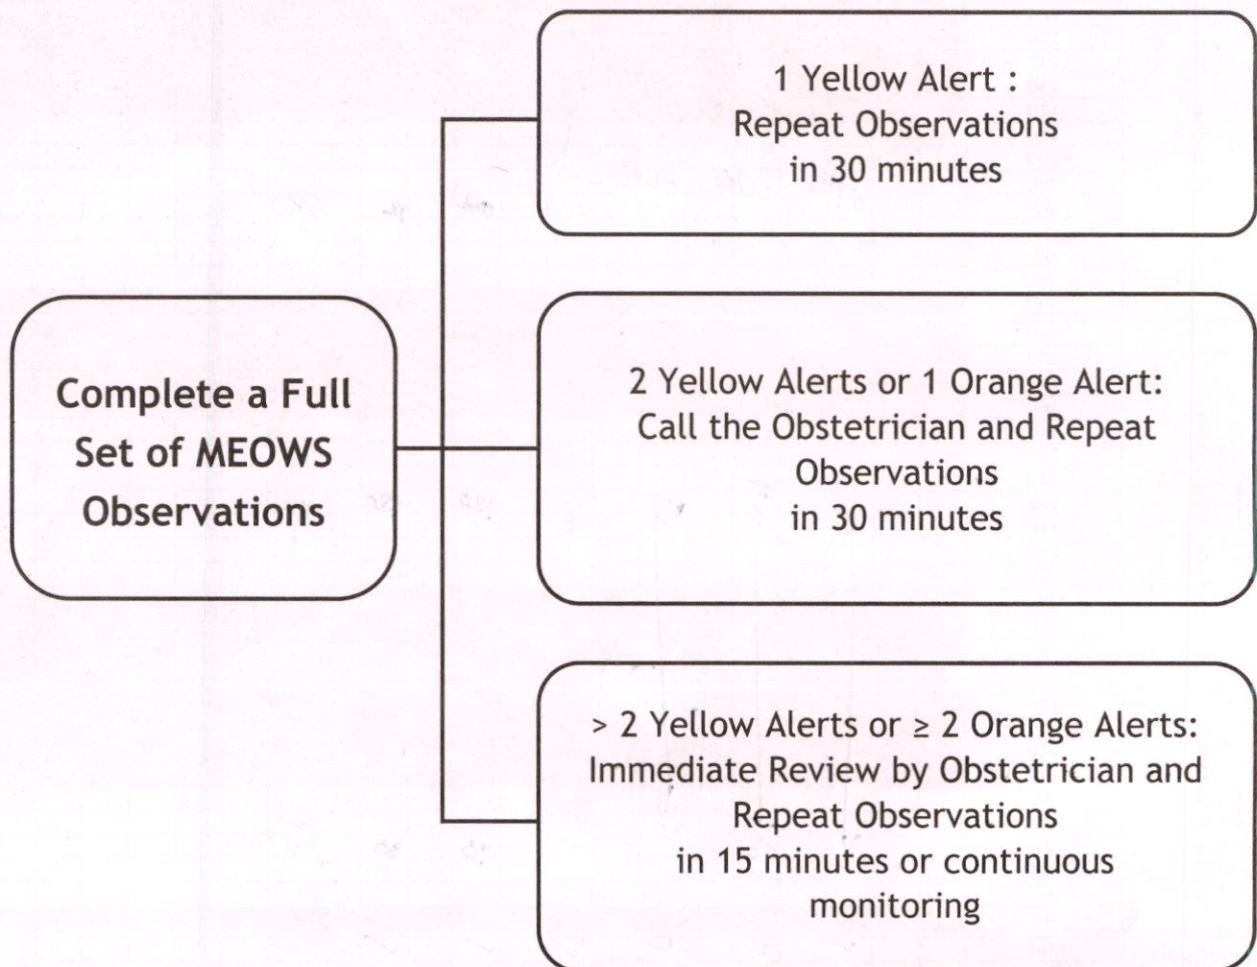 1 Yellow Alert :
Repeat Observations
in 30 minutes
Complete a Full
Set of MEOWS
Observations
2 Yellow Alerts or 1 Orange Alert:
Call the Obstetrician and Repeat
Observations
in 30 minutes
> 2 Yellow Alerts or ≥ 2 Orange Alerts:
Immediate Review by Obstetrician and
Repeat Observations
in 15 minutes or continuous
monitoring